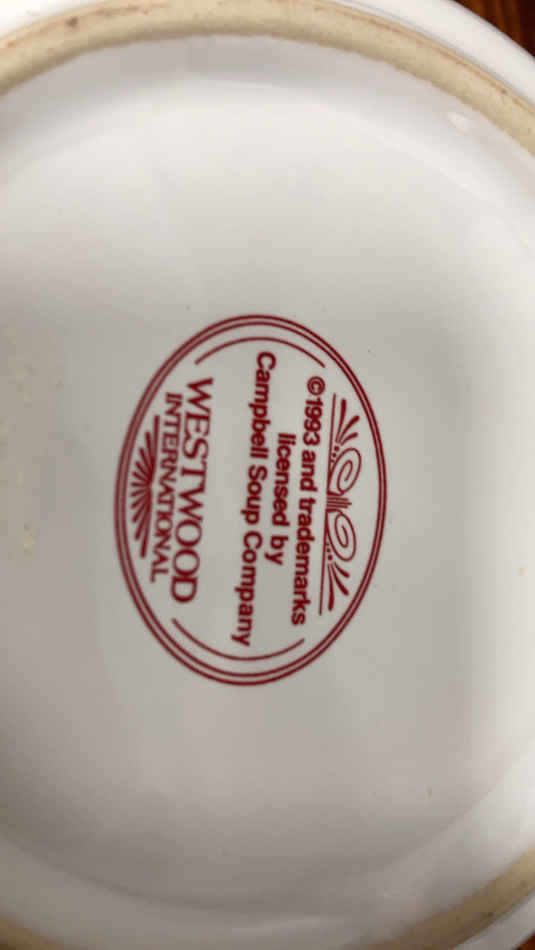 ©1993 and trademarks
licensed by
Campbell Soup Company
WESTWOOD
INTERNATIONAL